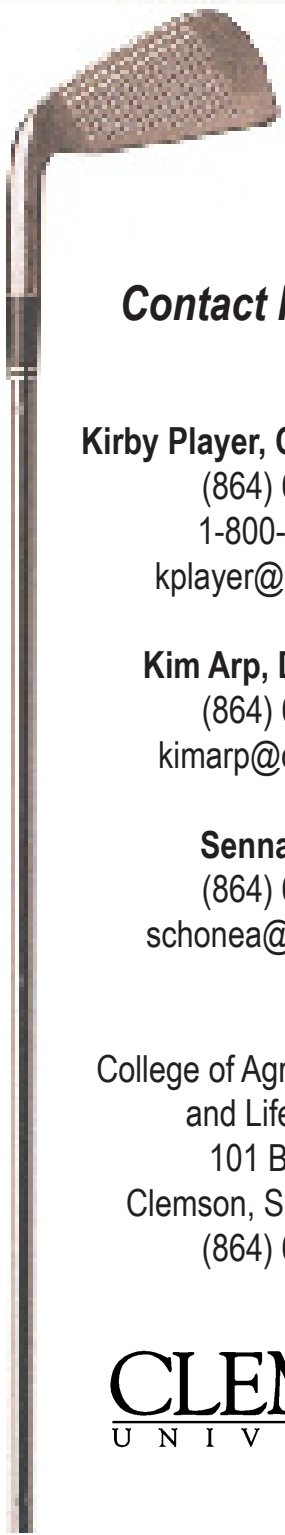 Contact
Kirby Player,
(864)
1-800-
kplayer@
Kim Arp,
(864)
kimarp@
Senna
(864)
schonea@
College of Agr
and Life
101 B
Clemson, S
(864)
CLEM
UNIV